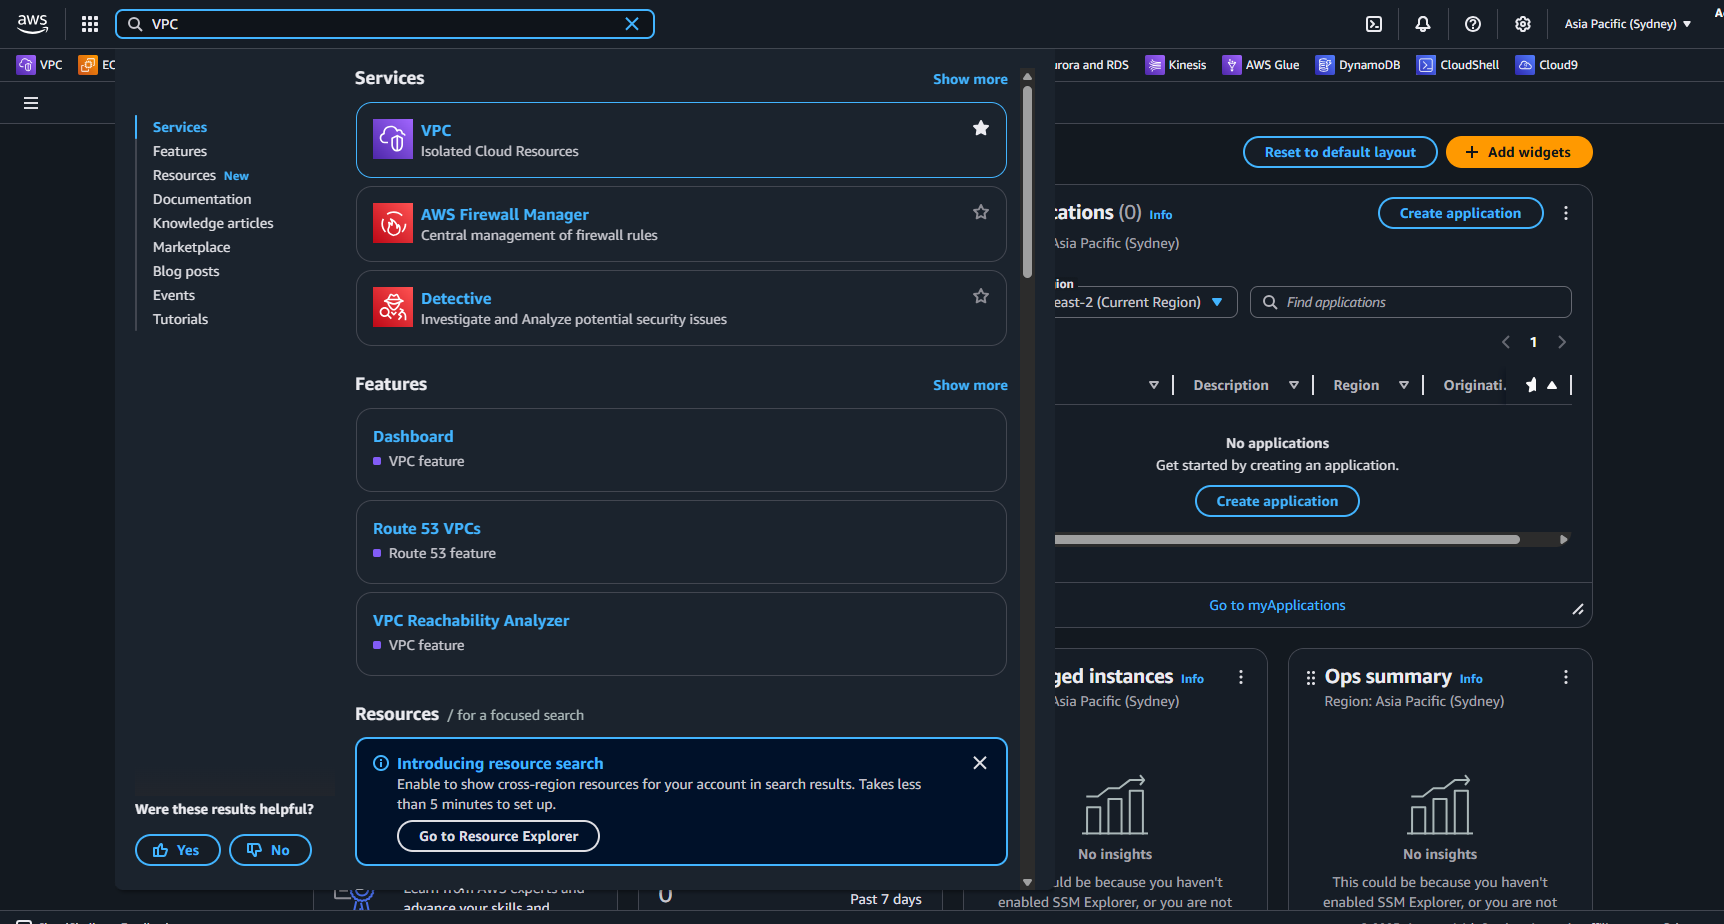 aws
VPC
Asia Pacific (Sydney)
VPC
Kinesis
AWS Glue
DynamoDB
CloudShell
Cloud9
and RDS
Services
Show more
Services
Features
Resources New
Documentation
Knowledge articles
Marketplace
Blog posts
Events
Tutorials
VPC
Isolated Cloud Resources
AWS Firewall Manager
Central management of firewall rules
Detective
Investigate and Analyze potential security issues
Features
Show more
Dashboard
VPC feature
Route 53 VPCs
Route 53 feature
VPC Reachability Analyzer
VPC feature
Resources / for a focused search
Introducing resource search
Enable to show cross-region resources for your account in search results. Takes less
than 5 minutes to set up.
Go to Resource Explorer
Were these results helpful?
Yes
No
Reset to default layout
+ Add widgets
cations (0) Info
Create application
Asia Pacific (Sydney)
east-2 (Current Region)
Find applications
1
Description
Region
Originati.
No applications
Get started by creating an application.
Create application
Go to myApplications
ged instances Info
Asia Pacific (Sydney)
No insights
uld be because you haven't
enabled SSM Explorer, or you are not
Ops summary Info
Region: Asia Pacific (Sydney)
No insights
This could be because you haven't
enabled SSM Explorer, or you are not
Learn from AWS experts and
advance your skills and
0
Past 7 days